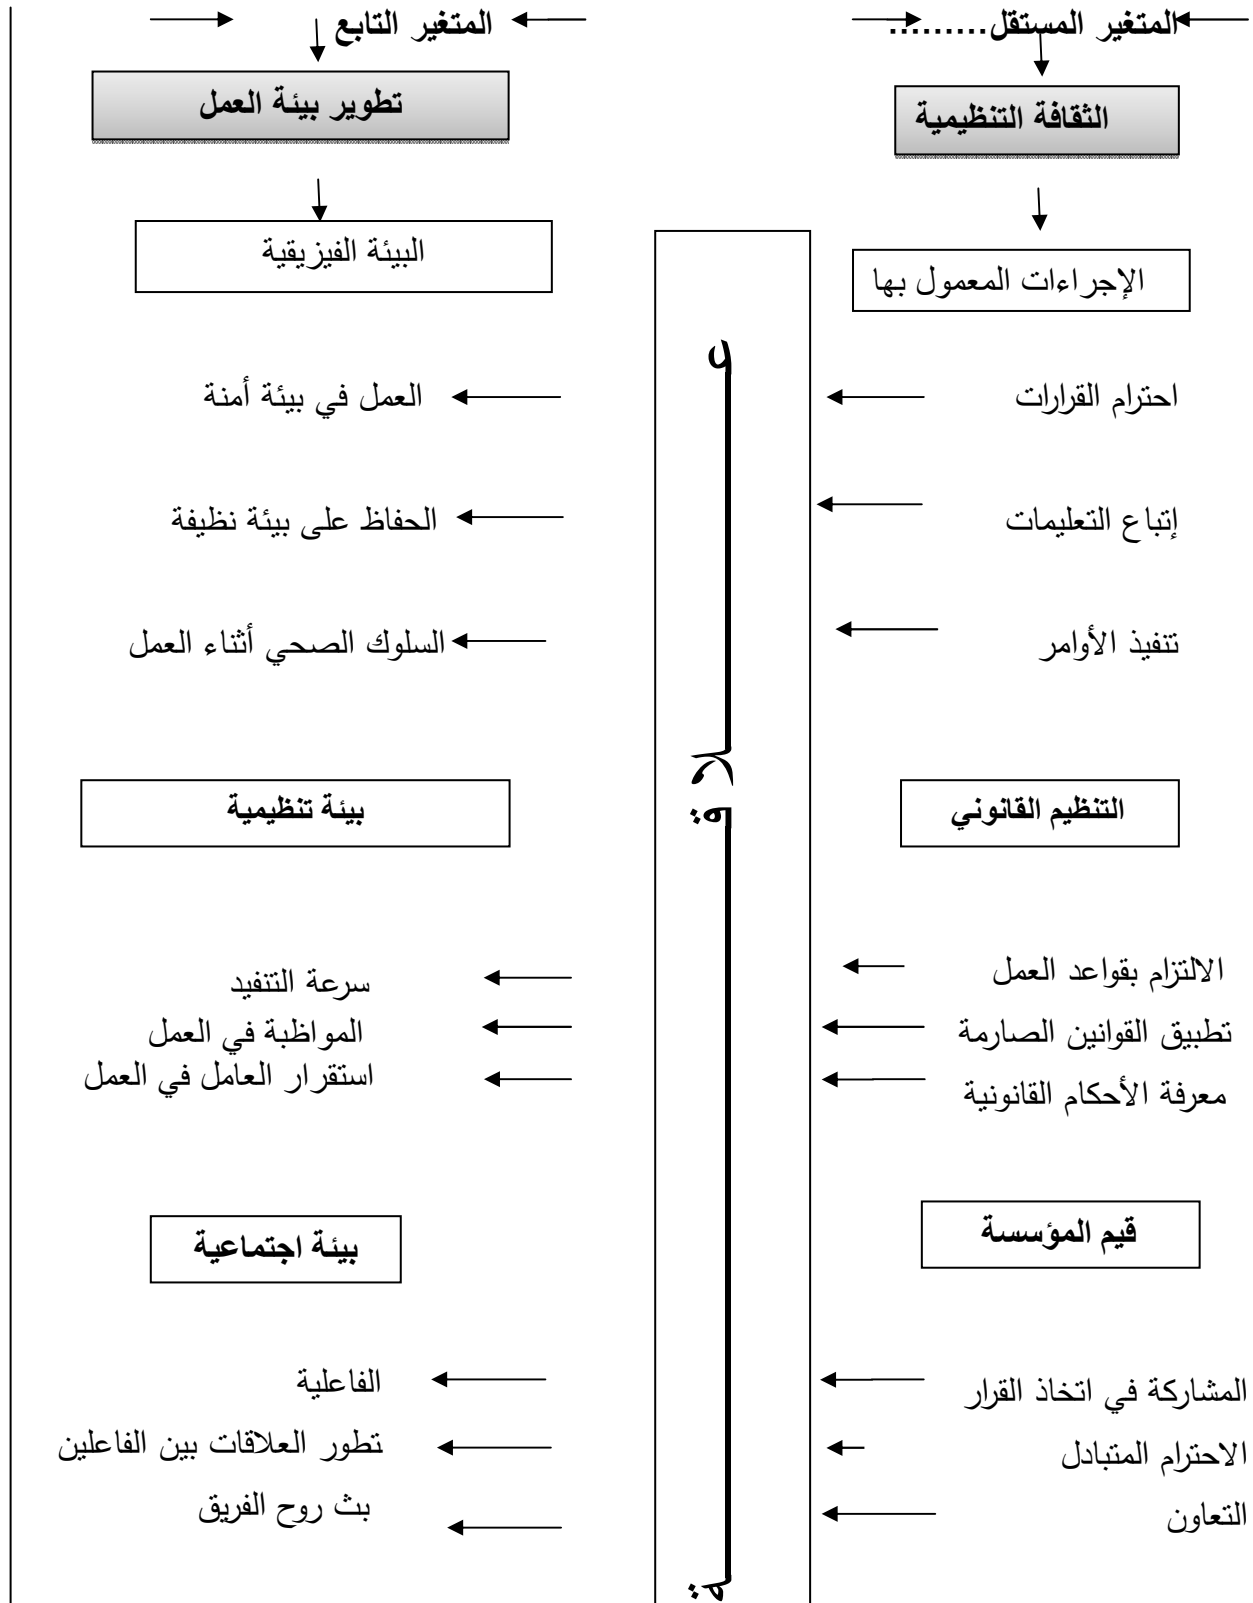 المتغير المستقل.........
المتغير التابع
الثقافة التنظيمية
تطوير بيئة العمل
الإجراءات المعمول بها
البيئة الفيزيقية
احترام القرارات
العمل في بيئة أمنة
إتباع التعليمات
الحفاظ على بيئة نظيفة
تنفيذ الأوامر
السلوك الصحي أثناء العمل
التنظيم القانوني
بيئة تنظيمية
الالتزام بقواعد العمل
سرعة التنفيد
تطبيق القوانين الصارمة
المواظبة في العمل
معرفة الأحكام القانونية
استقرار العامل في العمل
قيم المؤسسة
بيئة اجتماعية
المشاركة في اتخاذ القرار
الفاعلية
الاحترام المتبادل
تطور العلاقات بين الفاعلين
التعاون
بث روح الفريق
عـــلاقـــة